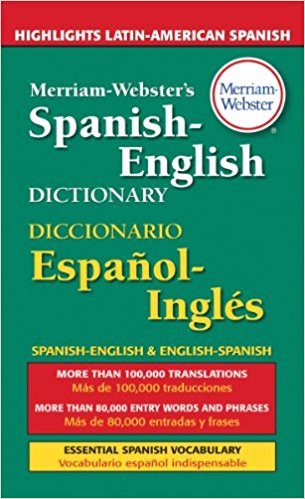 HIGHLIGHTS LATIN-AMERICAN SPANISH
Merriam-Webster's
Merriam-
Webster
®
Spanish-
English
DICTIONARY
DICCIONARIO
Español-
Inglés
SPANISH-ENGLISH & ENGLISH-SPANISH
MORE THAN 100,000 TRANSLATIONS
Más de 100,000 traducciones
MORE THAN 80,000 ENTRY WORDS AND PHRASES
Más de 80,000 entradas y frases
ESSENTIAL SPANISH VOCABULARY
Vocabulario español indispensable